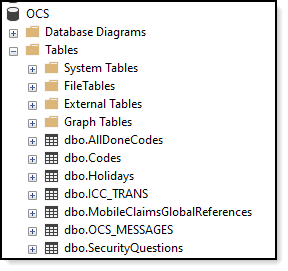 OCS
Database Diagrams
Tables
System Tables
FileTables
External Tables
Graph Tables
dbo.AllDoneCodes
dbo.Codes
dbo.Holidays
dbo.ICC_TRANS
dbo.MobileClaimsGlobalReferences
dbo.OCS_MESSAGES
dbo.SecurityQuestions